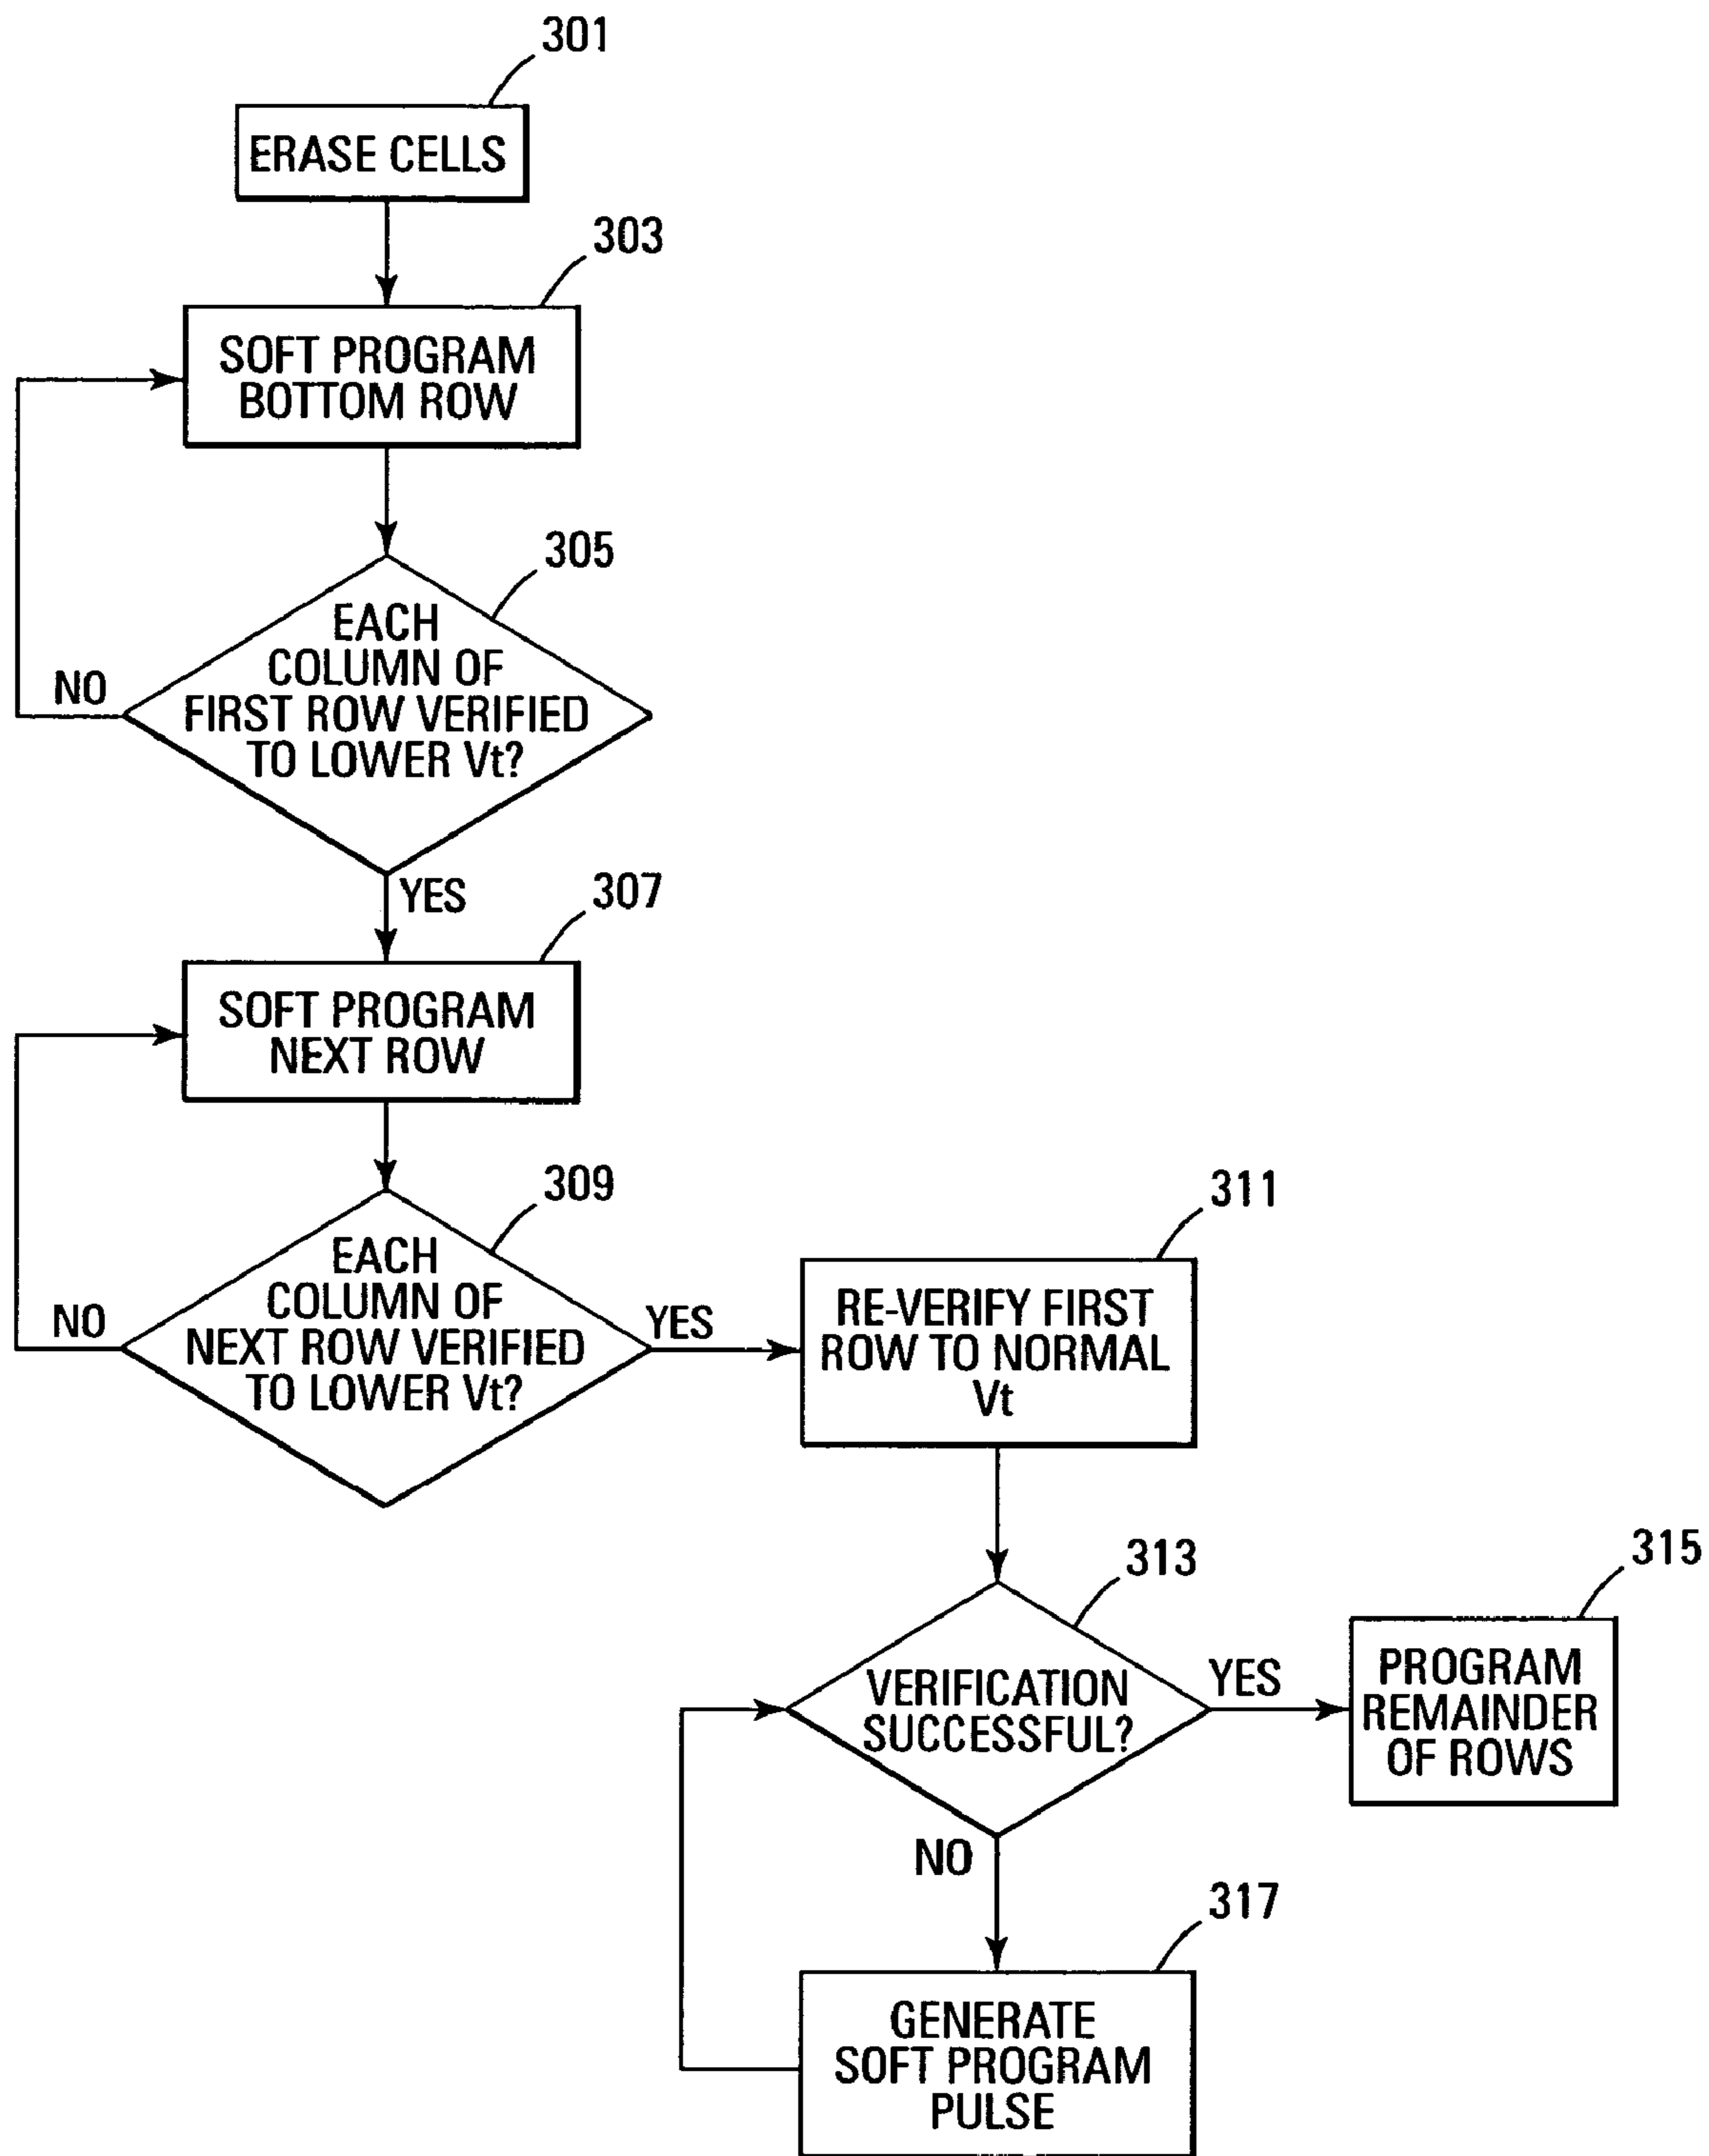 301
ERASE CELLS
303
SOFT PROGRAM
BOTTOM ROW
305
EACH
COLUMN OF
FIRST ROW VERIFIED
TO LOWER Vt?
NO
YES
307
SOFT PROGRAM
NEXT ROW
309
EACH
COLUMN OF
NEXT ROW VERIFIED
TO LOWER Vt?
NO
YES
311
RE-VERIFY FIRST
ROW TO NORMAL
Vt
313
VERIFICATION
SUCCESSFUL?
YES
315
PROGRAM
REMAINDER
OF ROWS
NO
317
GENERATE
SOFT PROGRAM
PULSE